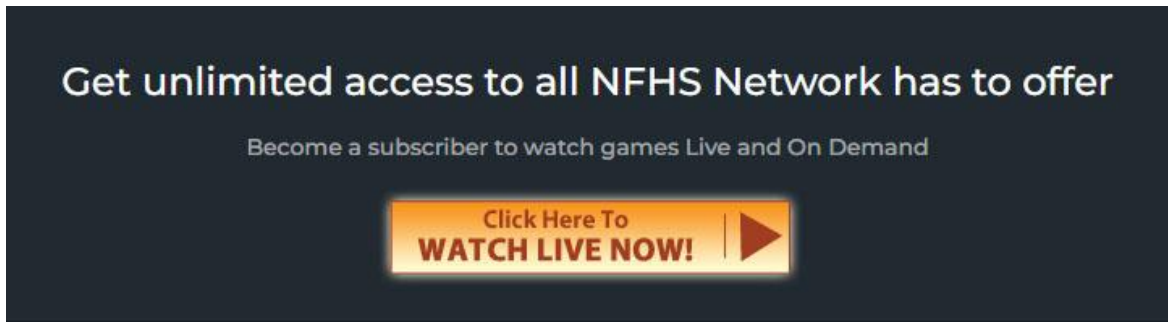 Get unlimited access to all NFHS Network has to offer
Become a subscriber to watch games Live and On Demand
Click Here To
WATCH LIVE NOW!